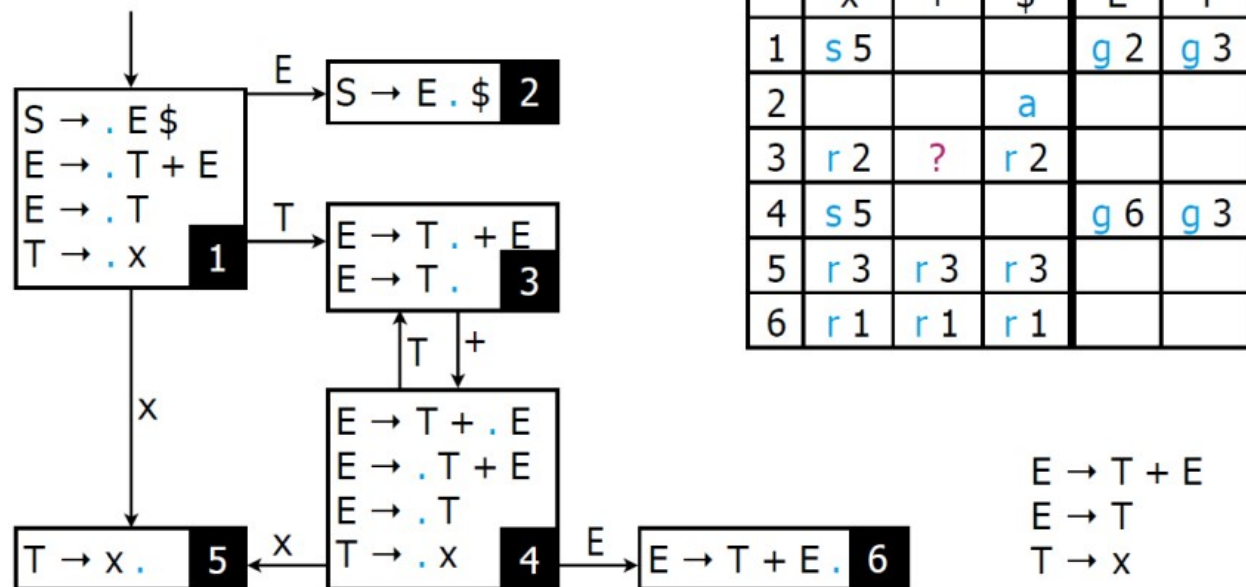 E
S → E . $ 2
S → . E $
E → . T + E
E → . T
T → . x 1
T
E → T . + E
E → T . 3
T +
x
E → T + . E
E → . T + E
E → . T
T → . x 4
x
E
T → x . 5
E → T + E . 6
x + $ E T
1 s 5 g 2 g 3
2 a
3 r 2 ? r 2
4 s 5 g 6 g 3
5 r 3 r 3 r 3
6 r 1 r 1 r 1
E → T + E
E → T
T → x